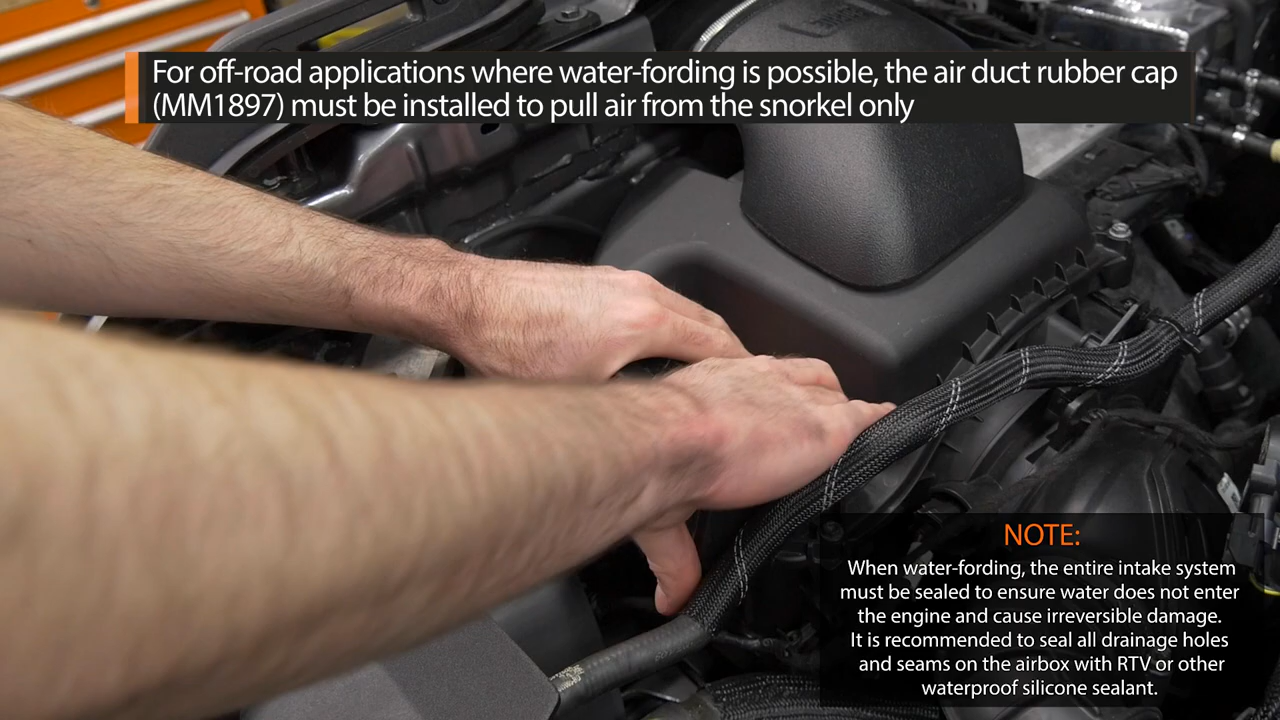 For off-road applications where water-fording is possible, the air duct rubber cap
(MM1897) must be installed to pull air from the snorkel only
NOTE:
When water-fording, the entire intake system
must be sealed to ensure water does not enter
the engine and cause irreversible damage.
It is recommended to seal all drainage holes
and seams on the airbox with RTV or other
waterproof silicone sealant.